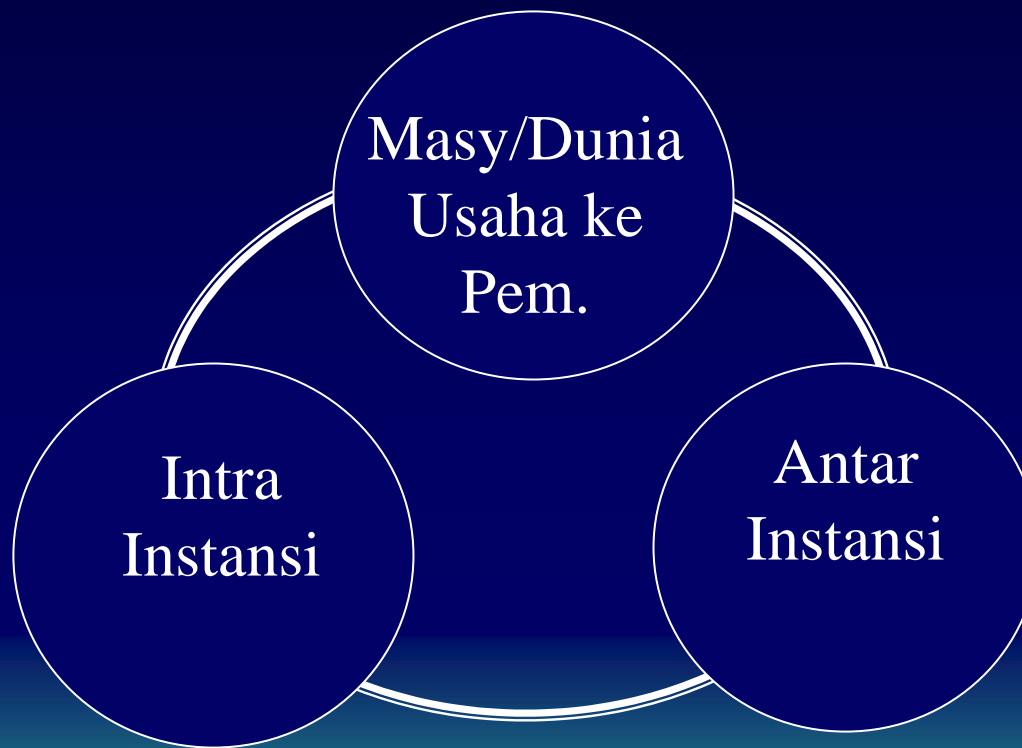 Masy/Dunia
Usaha ke
Pem.
Intra
Instansi
Antar
Instansi